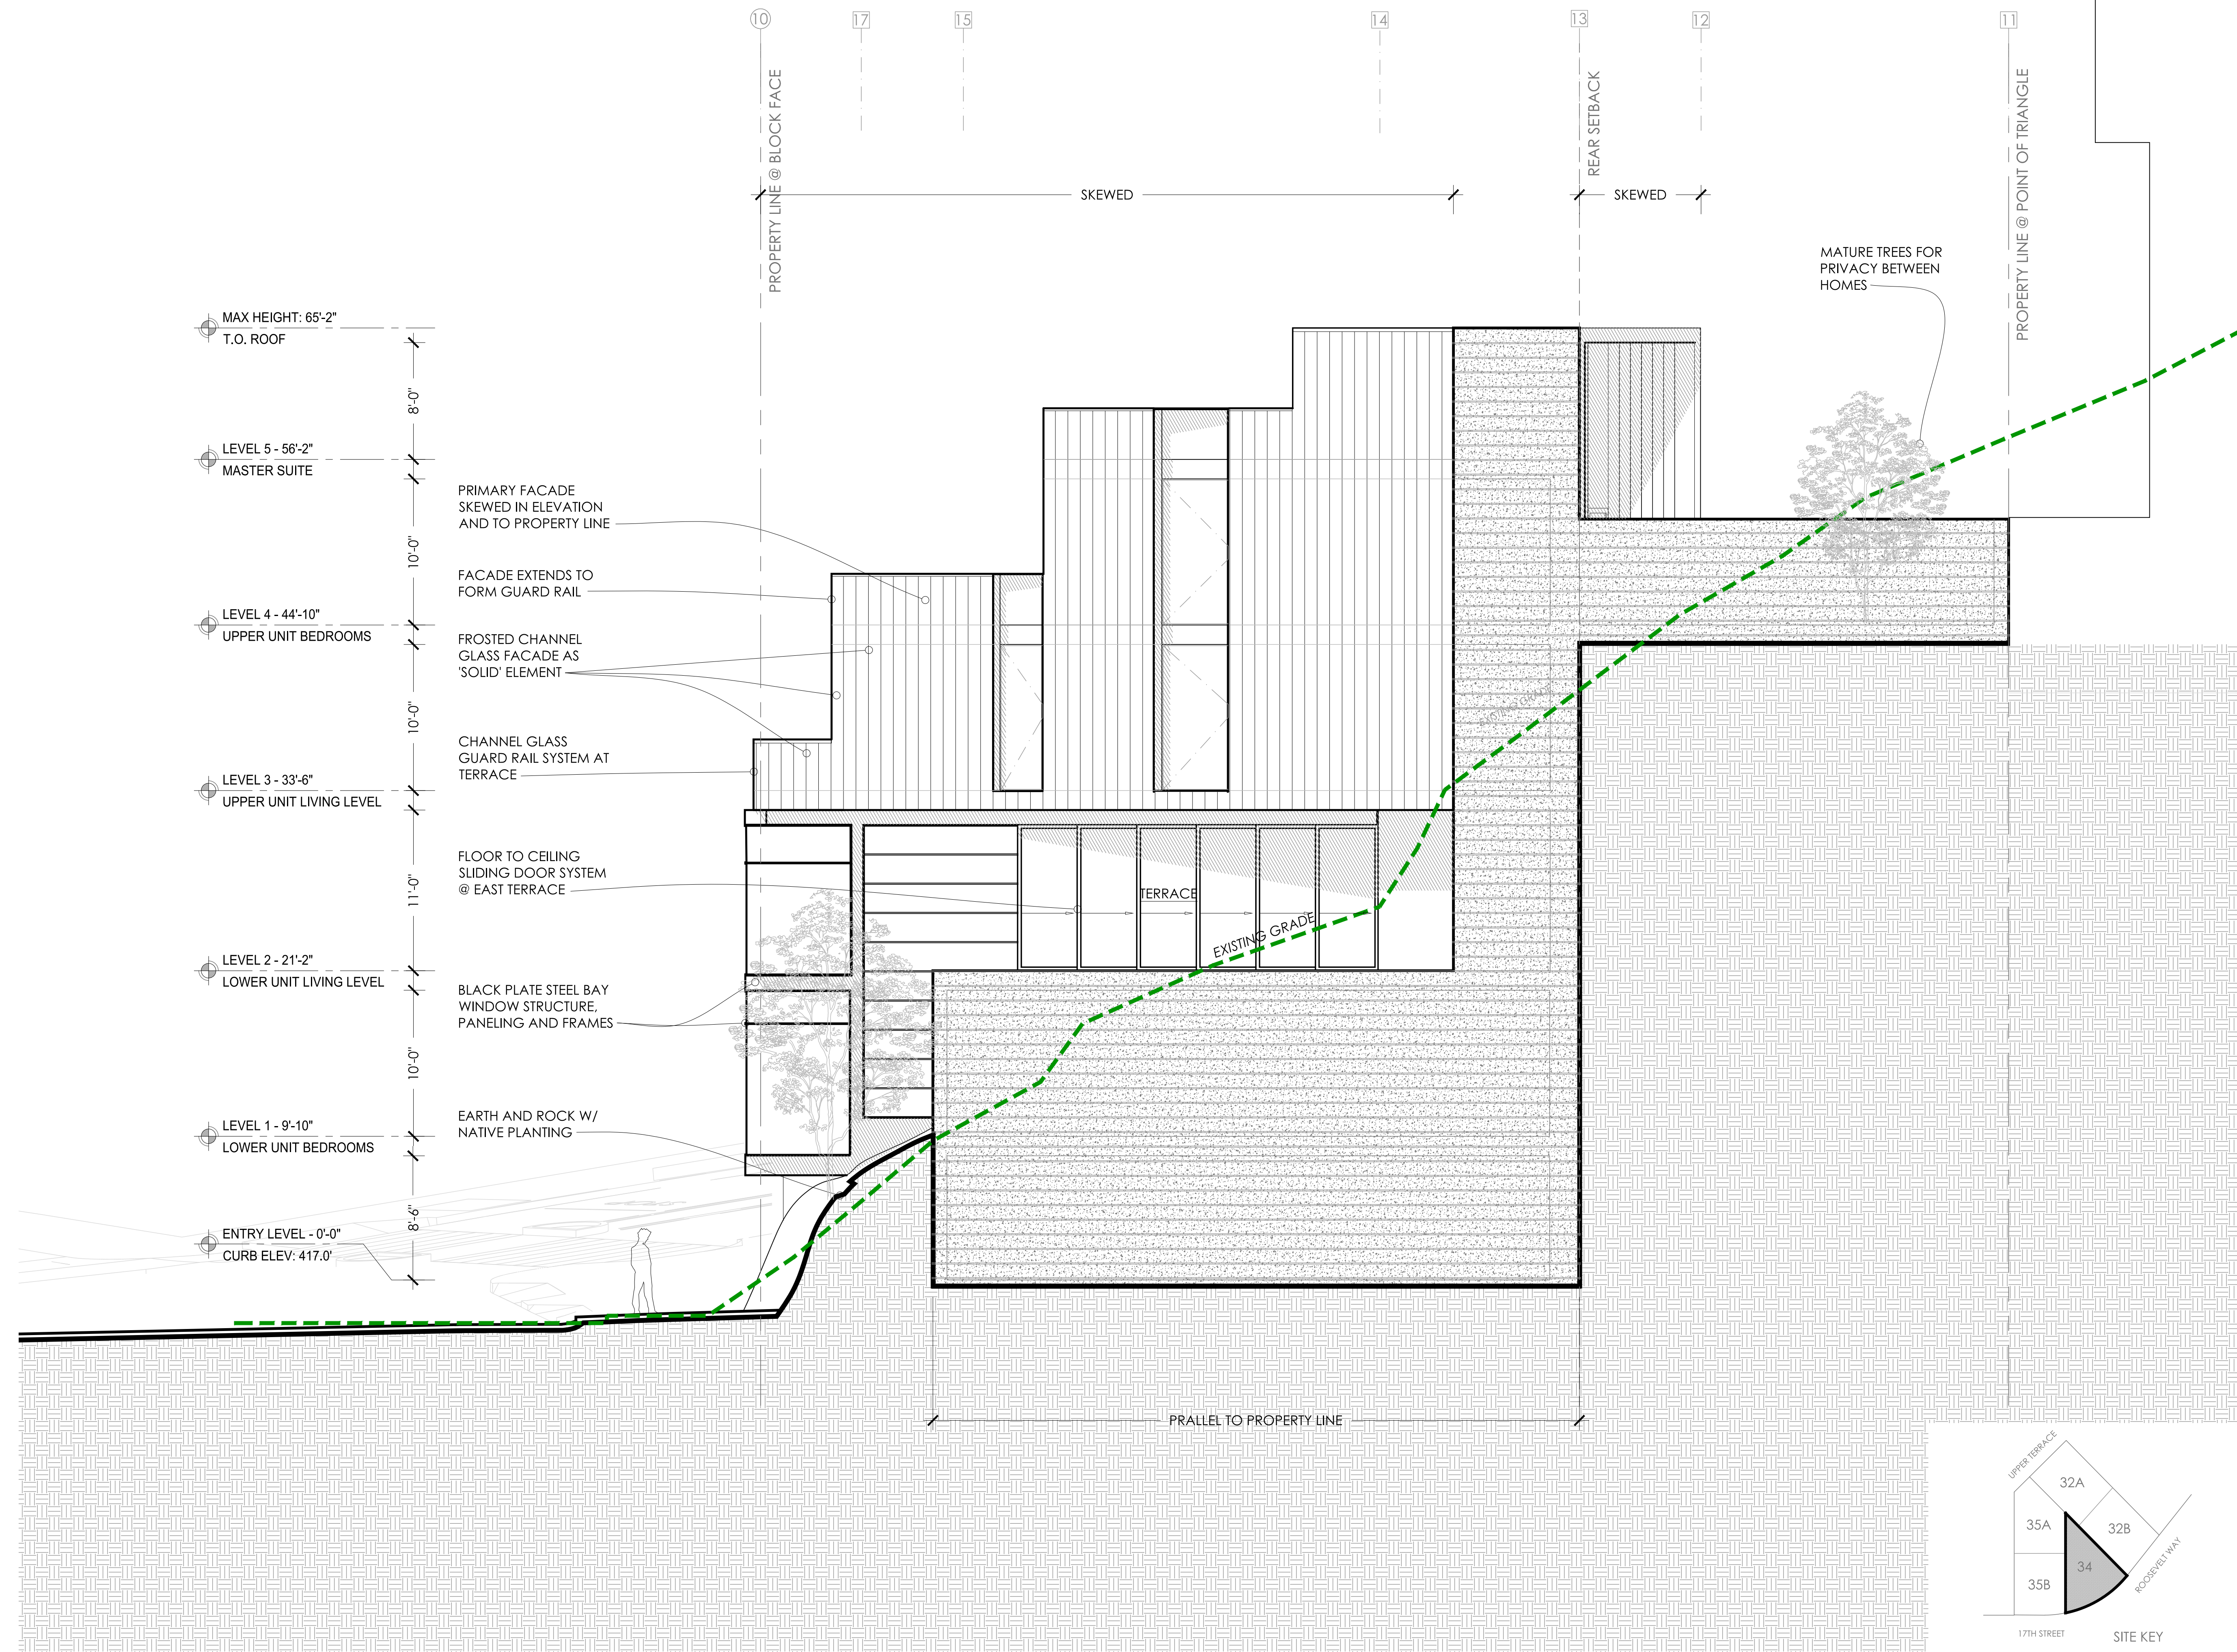 10
17
15
14
13
12
11
PROPERTY LINE @ BLOCK FACE
REAR SETBACK
PROPERTY LINE @ POINT OF TRIANGLE
SKEWED
SKEWED
MATURE TREES FOR
PRIVACY BETWEEN
HOMES
MAX HEIGHT: 65'-2"
T.O. ROOF
8'-0"
LEVEL 5 - 56'-2"
MASTER SUITE
10'-0"
LEVEL 4 - 44'-10"
UPPER UNIT BEDROOMS
10'-0"
LEVEL 3 - 33'-6"
UPPER UNIT LIVING LEVEL
11'-0"
LEVEL 2 - 21'-2"
LOWER UNIT LIVING LEVEL
10'-0"
LEVEL 1 - 9'-10"
LOWER UNIT BEDROOMS
8'-6"
ENTRY LEVEL - 0'-0"
CURB ELEV: 417.0'
PRIMARY FACADE
SKEWED IN ELEVATION
AND TO PROPERTY LINE
FACADE EXTENDS TO
FORM GUARD RAIL
FROSTED CHANNEL
GLASS FACADE AS
'SOLID' ELEMENT
CHANNEL GLASS
GUARD RAIL SYSTEM AT
TERRACE
FLOOR TO CEILING
SLIDING DOOR SYSTEM
@ EAST TERRACE
BLACK PLATE STEEL BAY
WINDOW STRUCTURE,
PANELING AND FRAMES
EARTH AND ROCK W/
NATIVE PLANTING
EXISTING GRADE
TERRACE
EXISTING GRADE
PRALLEL TO PROPERTY LINE
UPPER TERRACE
32A
35A
32B
34
35B
ROOSEVELT WAY
17TH STREET
SITE KEY